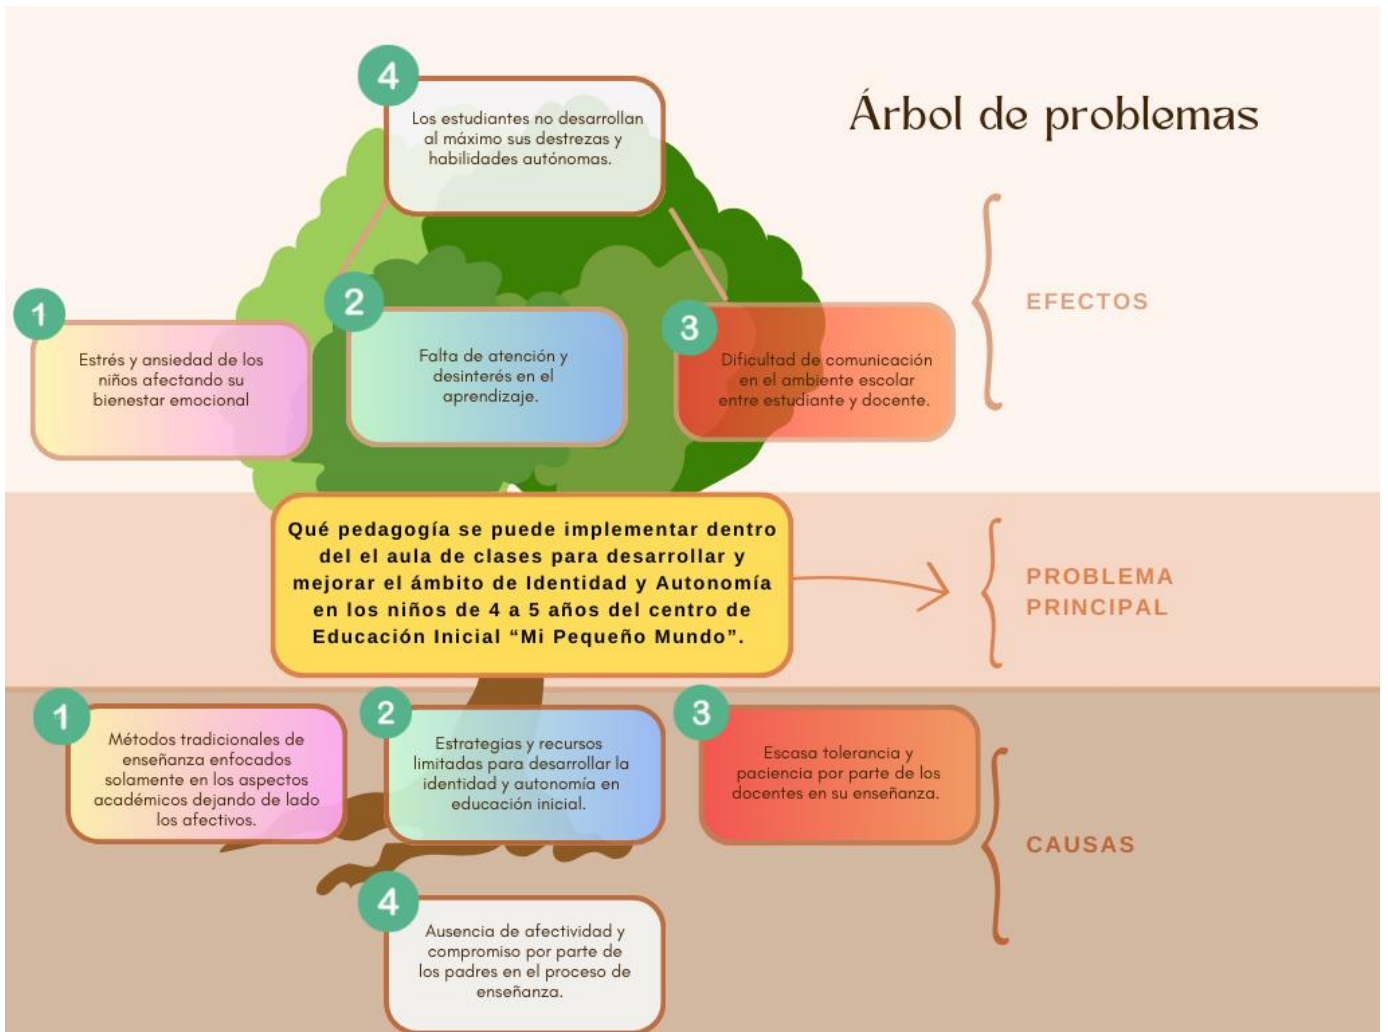 Árbol de problemas
4
Los estudiantes no desarrollan
al máximo sus destrezas y
habilidades autónomas.
EFECTOS
1
Estrés y ansiedad de los
niños afectando su
bienestar emocional
2
Falta de atención y
desinterés en el
aprendizaje.
3
Dificultad de comunicación
en el ambiente escolar
entre estudiante y docente.
Qué pedagogía se puede implementar dentro
del el aula de clases para desarrollar y
mejorar el ámbito de Identidad y Autonomía
en los niños de 4 a 5 años del centro de
Educación Inicial “Mi Pequeño Mundo”.
PROBLEMA
PRINCIPAL
1
Métodos tradicionales de
enseñanza enfocados
solamente en los aspectos
académicos dejando de lado
los afectivos.
2
Estrategias y recursos
limitadas para desarrollar la
identidad y autonomía en
educación inicial.
3
Escasa tolerancia y
paciencia por parte de los
docentes en su enseñanza.
CAUSAS
4
Ausencia de afectividad y
compromiso por parte de
los padres en el proceso de
enseñanza.